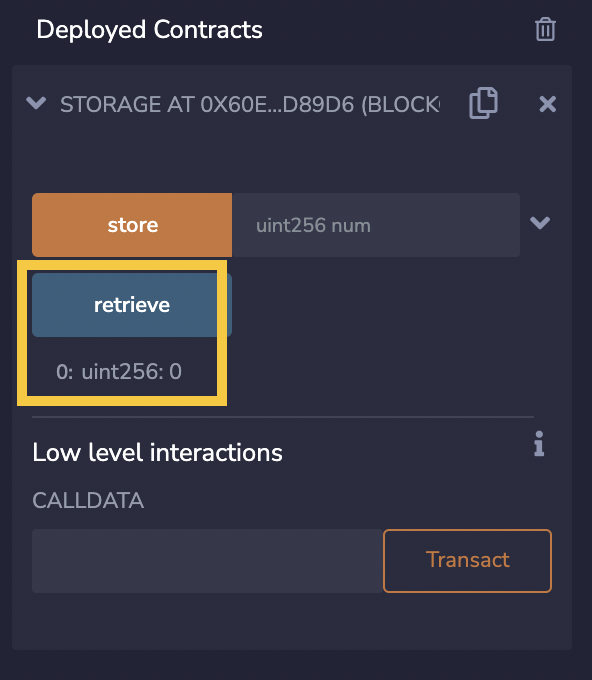 Deployed Contracts
STORAGE AT 0X60E...D89D6 (BLOCK
store
uint256 num
retrieve
0: uint256: 0
Low level interactions
CALLDATA
Transact